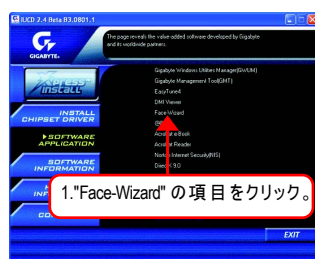 IUCD 2.4 Beta B3.0801.1
The page reveals the value added software developed by Gigabyte
and its worldwide partners.
GIGABYTE
Xpress
INSTALL
INSTALL
CHIPSET DRIVER
SOFTWARE
APPLICATION
SOFTWARE
INFORMATION
Gigabyte Windows Utilities Manager(GWUM)
Gigabyte Management Tool(GMT)
EasyTune4
DMI Viewer
Face-Wizard
@BIOS
Acrobat eBook
Acrobat Reader
Norton Internet Security(NIS)
DirectX 9.0
1."Face-Wizard" の項目をクリック。
EXIT